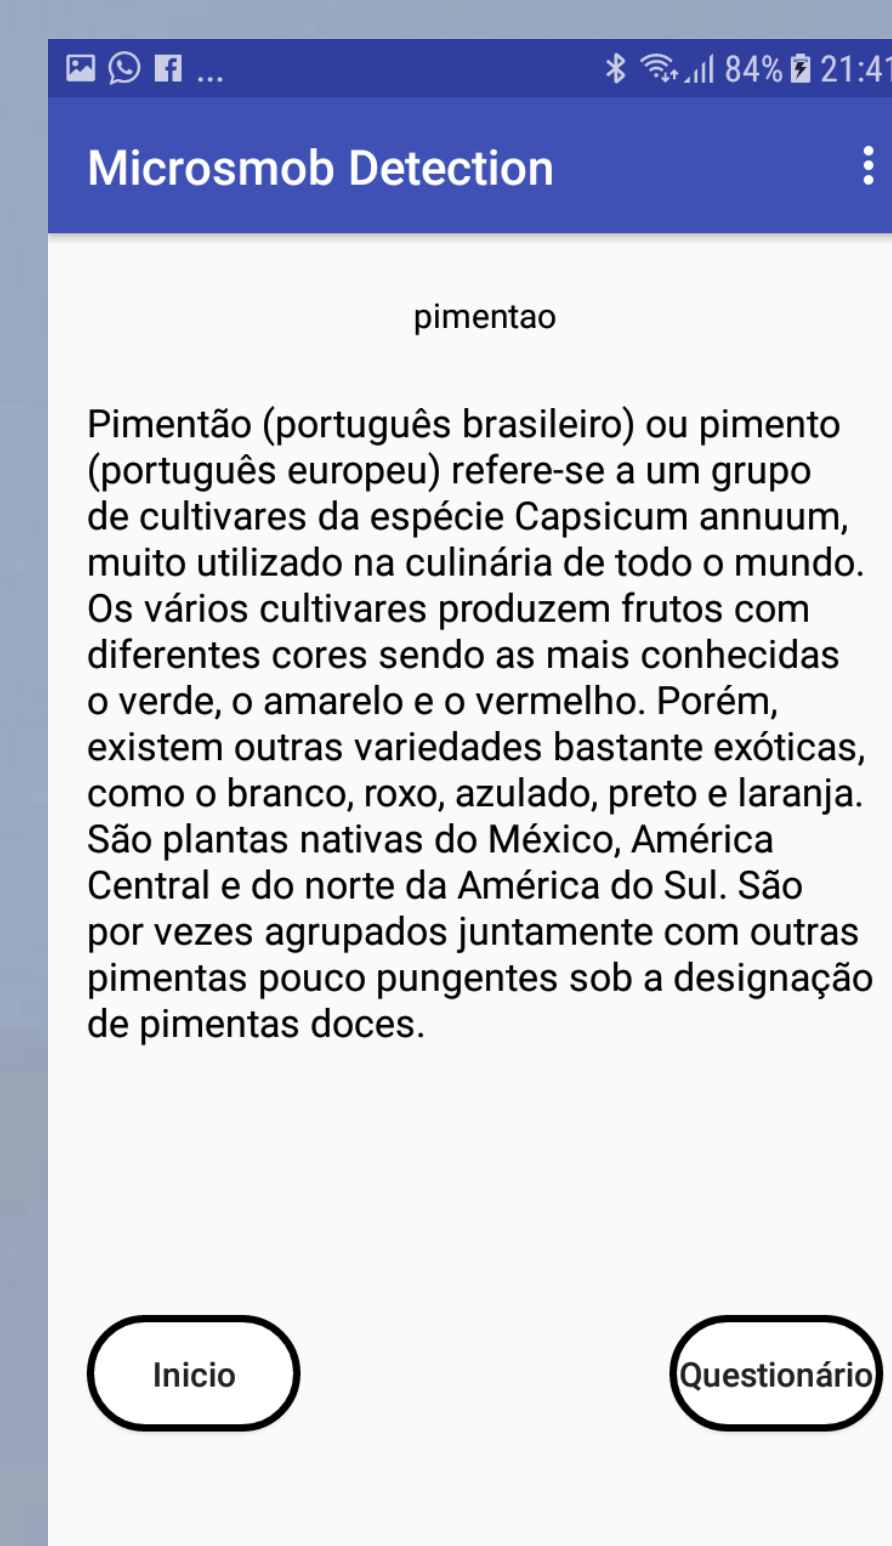 ... 84% 21:41
Microsmob Detection
pimentao
Pimentão (português brasileiro) ou pimento
(português europeu) refere-se a um grupo
de cultivares da espécie Capsicum annuum,
muito utilizado na culinária de todo o mundo.
Os vários cultivares produzem frutos com
diferentes cores sendo as mais conhecidas
o verde, o amarelo e o vermelho. Porém,
existem outras variedades bastante exóticas,
como o branco, roxo, azulado, preto e laranja.
São plantas nativas do México, América
Central e do norte da América do Sul. São
por vezes agrupados juntamente com outras
pimentas pouco pungentes sob a designação
de pimentas doces.
Inicio Questionário